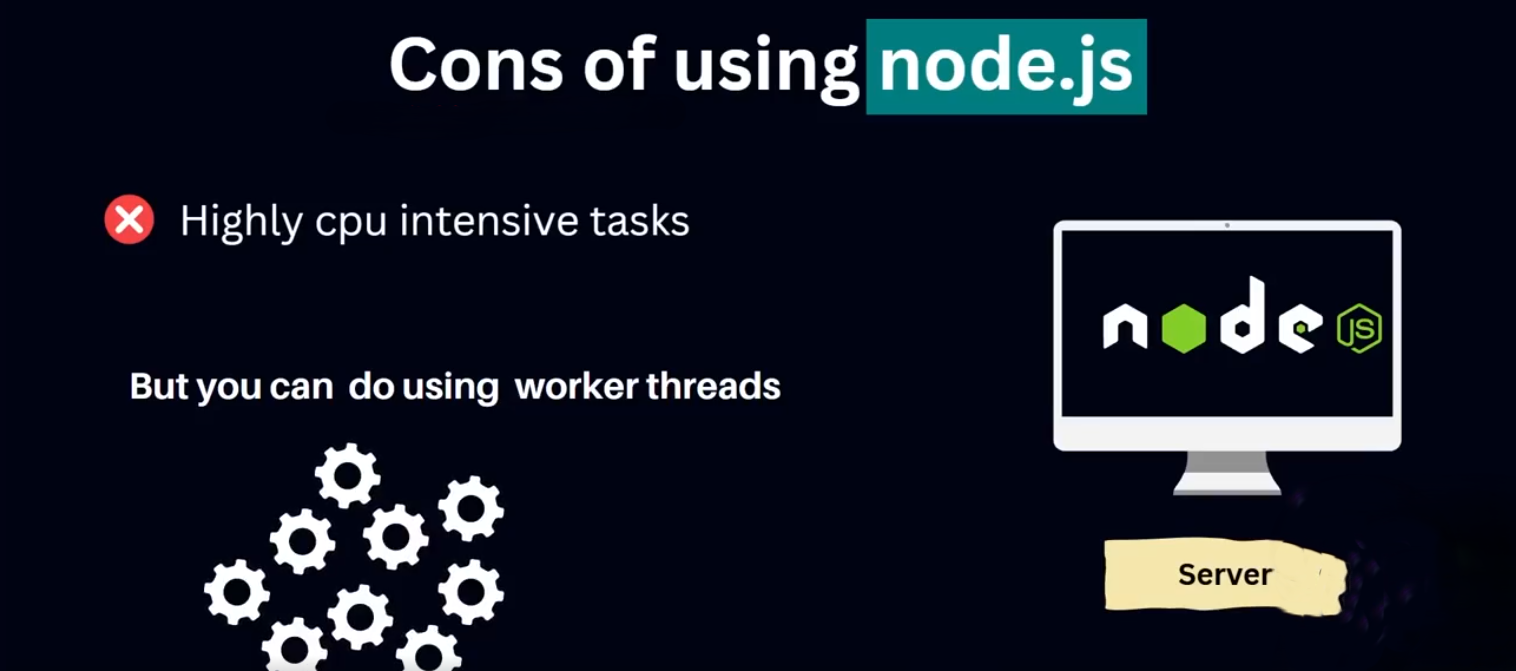 Cons of using node.js
Highly cpu intensive tasks
But you can do using worker threads
node JS
Server